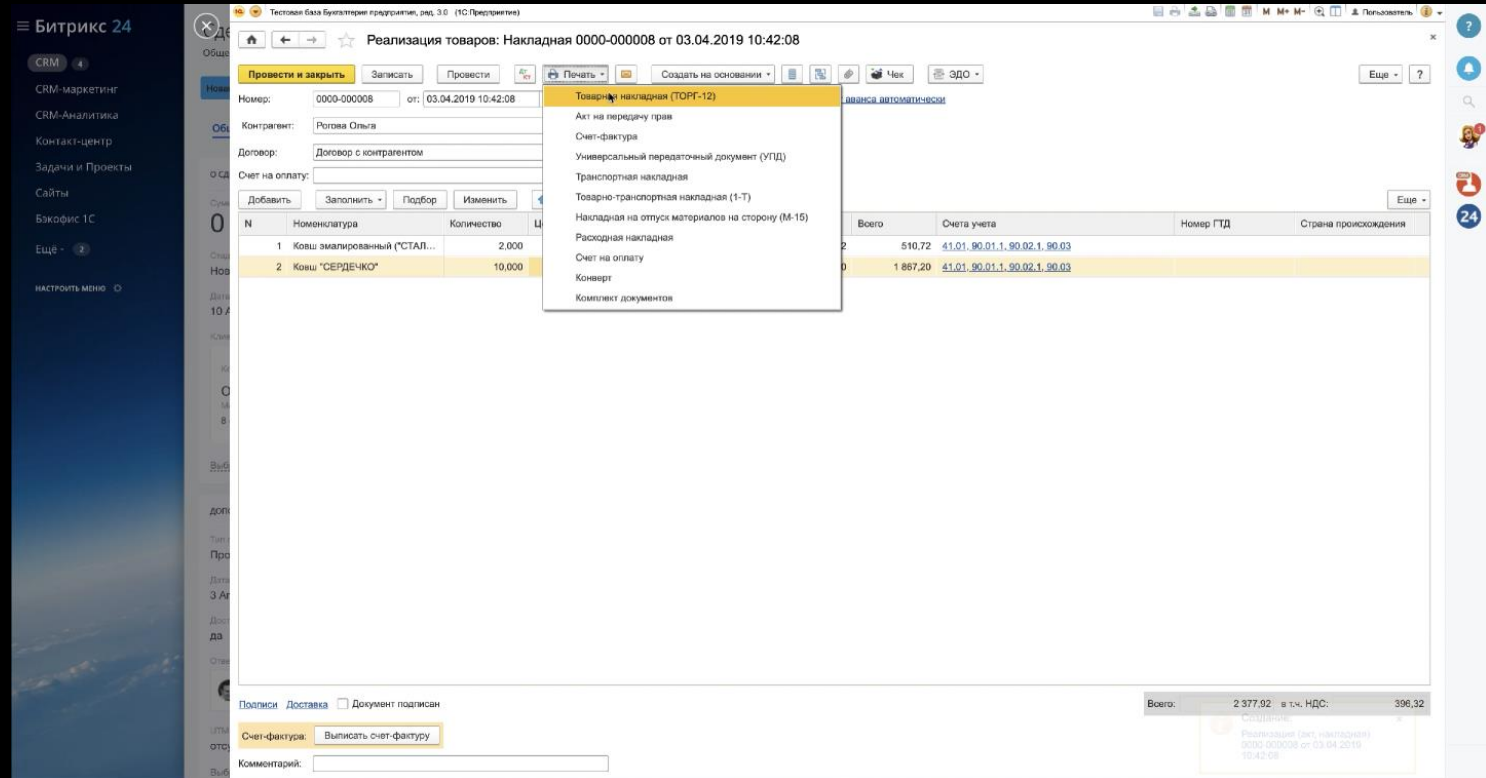 Битрикс 24
CRM 4
CRM-маркетинг
CRM-Аналитика
Контакт-центр
Задачи и Проекты
Сайты
Бэкофис 1С
Ещё - 2
НАСТРОИТЬ МЕНЮ
Тестовая база Бухгалтерия предприятия, ред. 3.0 (1С:Предприятие)
M M+ M- Пользователь
Реализация товаров: Накладная 0000-000008 от 03.04.2019 10:42:08
Провести и закрыть Записать Провести Печать Создать на основании Чек ЭДО Еще ?
Номер: 0000-000008 от: 03.04.2019 10:42:08 аванса автоматически
Контрагент: Рогова Ольга
Договор: Договор с контрагентом
Счет на оплату:
Товарная накладная (ТОРГ-12)
Акт на передачу прав
Счет-фактура
Универсальный передаточный документ (УПД)
Транспортная накладная
Товарно-транспортная накладная (1-Т)
Накладная на отпуск материалов на сторону (М-15)
Расходная накладная
Счет на оплату
Конверт
Комплект документов
Добавить Заполнить Подбор Изменить Еще
N Номенклатура Количество Всего Счета учета Номер ГТД Страна происхождения
1 Ковш эмалированный ("СТАЛ... 2,000 510,72 41.01, 90.01.1, 90.02.1, 90.03
2 Ковш "СЕРДЕЧКО" 10,000 1 867,20 41.01, 90.01.1, 90.02.1, 90.03
Подписи Доставка Документ подписан
Всего: 2 377,92 в т.ч. НДС: 396,32
Счет-фактура: Выписать счет-фактуру
Комментарий:
Создание:
Реализация (акт, накладная)
0000-000008 от 03.04.2019
10:42:08
?
1
24